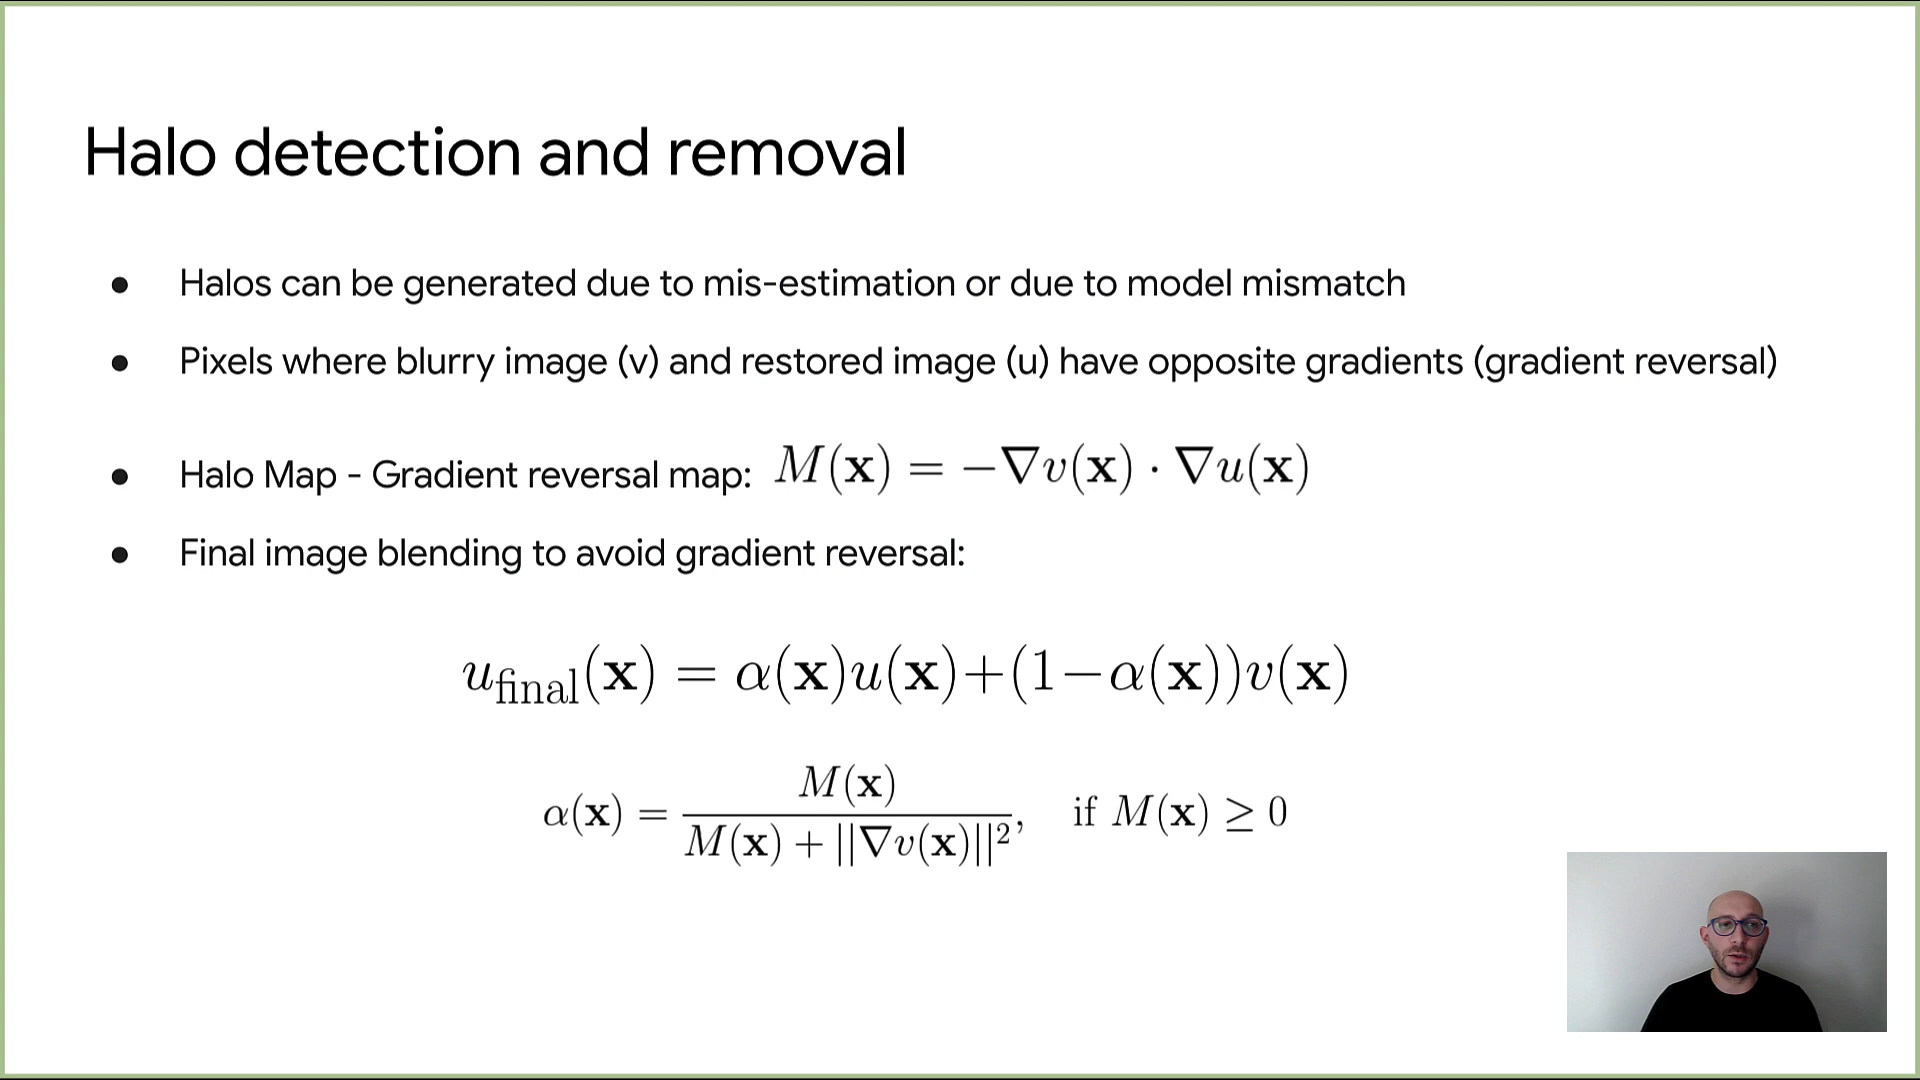 Halo detection and removal
● Halos can be generated due to mis-estimation or due to model mismatch
● Pixels where blurry image (v) and restored image (u) have opposite gradients (gradient reversal)
● Halo Map - Gradient reversal map: M(x) = −∇v(x) · ∇u(x)
● Final image blending to avoid gradient reversal:
u_final(x) = α(x)u(x)+(1−α(x))v(x)
α(x) = M(x) / (M(x) + ||∇v(x)||²), if M(x) ≥ 0